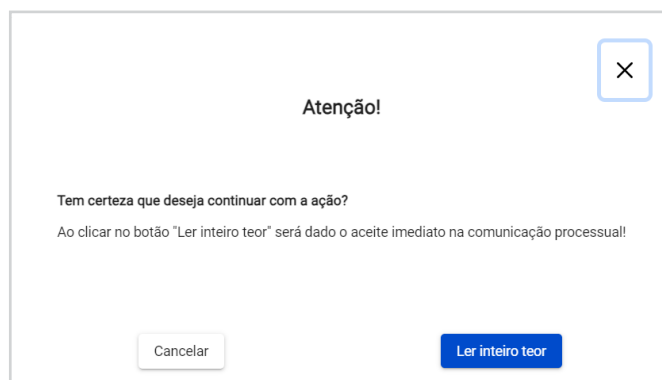 Atenção!
Tem certeza que deseja continuar com a ação?
Ao clicar no botão "Ler inteiro teor" será dado o aceite imediato na comunicação processual!
Cancelar
Ler inteiro teor